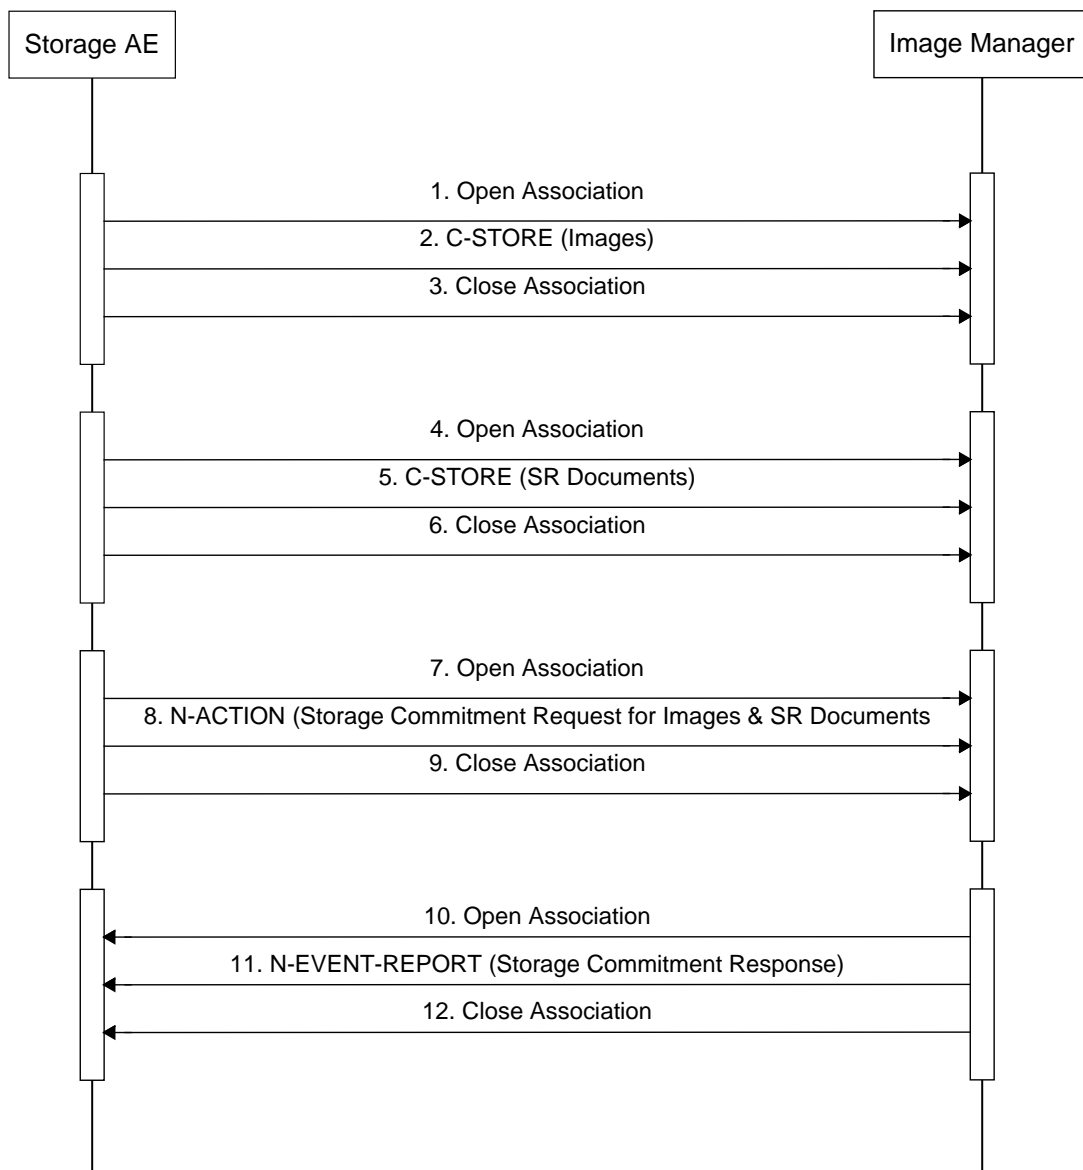 Storage AE
Image Manager
1. Open Association
2. C-STORE (Images)
3. Close Association
4. Open Association
5. C-STORE (SR Documents)
6. Close Association
7. Open Association
8. N-ACTION (Storage Commitment Request for Images & SR Documents
9. Close Association
10. Open Association
11. N-EVENT-REPORT (Storage Commitment Response)
12. Close Association